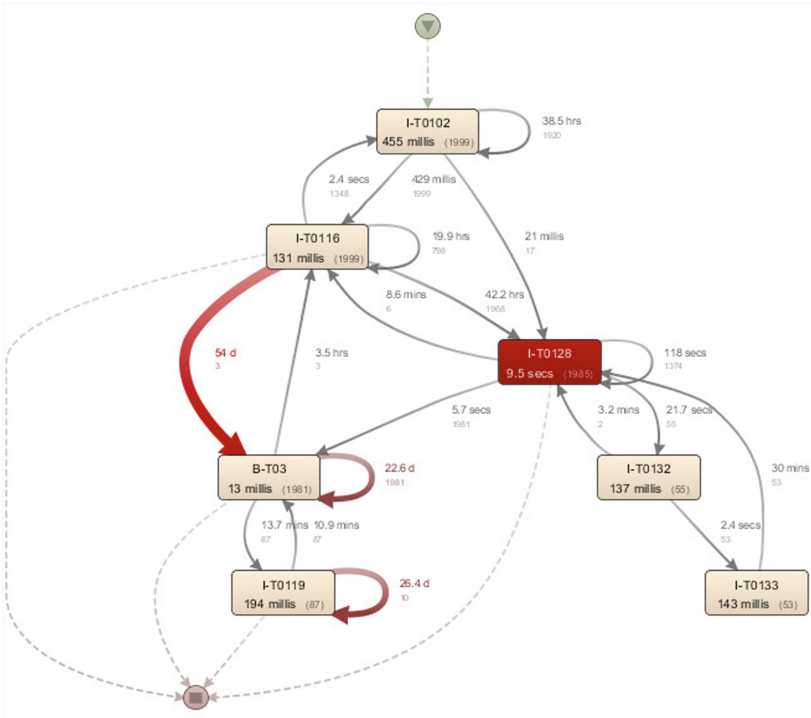 I-T0102
455 millis (1999)
38.5 hrs
1920
2.4 secs
1348
429 millis
1999
I-T0116
131 millis (1999)
19.9 hrs
798
21 millis
17
8.6 mins
6
42.2 hrs
1968
54 d
3
3.5 hrs
3
I-T0128
9.5 secs (1985)
118 secs
1374
5.7 secs
1981
3.2 mins
2
21.7 secs
55
B-T03
13 millis (1981)
22.6 d
1981
I-T0132
137 millis (55)
30 mins
53
13.7 mins
87
10.9 mins
87
2.4 secs
53
I-T0119
194 millis (87)
26.4 d
10
I-T0133
143 millis (53)